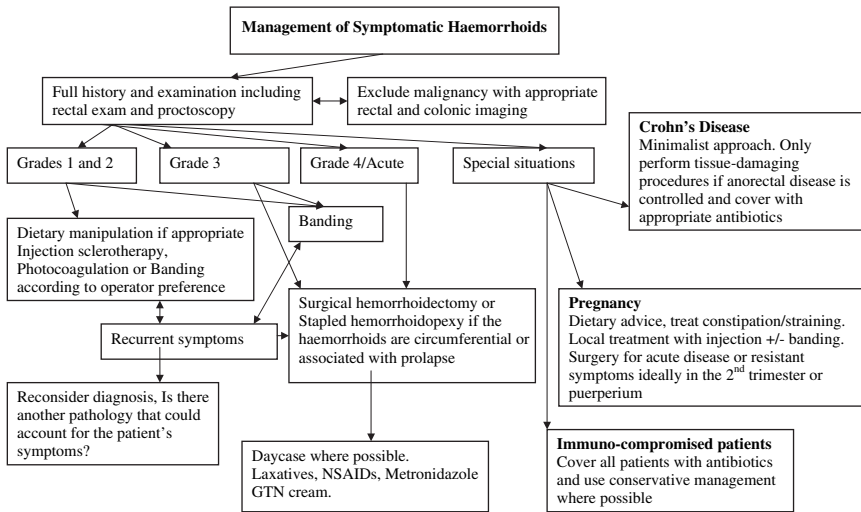 Management of Symptomatic Haemorrhoids
Full history and examination including
rectal exam and proctoscopy
Exclude malignancy with appropriate
rectal and colonic imaging
Grades 1 and 2
Grade 3
Grade 4/Acute
Special situations
Crohn's Disease
Minimalist approach. Only
perform tissue-damaging
procedures if anorectal disease is
controlled and cover with
appropriate antibiotics
Banding
Dietary manipulation if appropriate
Injection sclerotherapy,
Photocoagulation or Banding
according to operator preference
Surgical hemorrhoidectomy or
Stapled hemorrhoidopexy if the
haemorrhoids are circumferential or
associated with prolapse
Pregnancy
Dietary advice, treat constipation/straining.
Local treatment with injection +/- banding.
Surgery for acute disease or resistant
symptoms ideally in the 2nd trimester or
puerperium
Recurrent symptoms
Reconsider diagnosis, Is there
another pathology that could
account for the patient's
symptoms?
Daycase where possible.
Laxatives, NSAIDs, Metronidazole
GTN cream.
Immuno-compromised patients
Cover all patients with antibiotics
and use conservative management
where possible